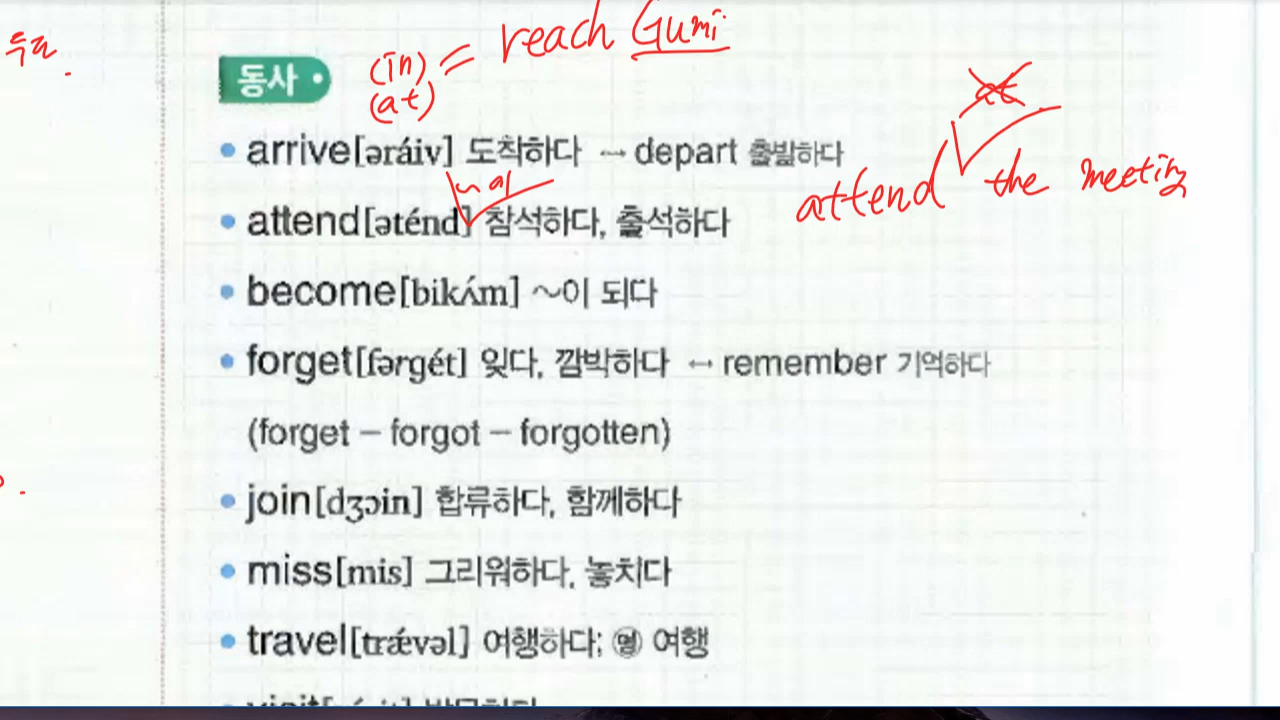 = reach Gumi
동사
(in)
(at)
at
arrive[əráiv] 도착하다 ↔ depart 출발하다
attend the meeting
~에
attend[əténd] 참석하다, 출석하다
become[bikʌ́m] ~이 되다
forget[fərgét] 잊다, 깜박하다 ↔ remember 기억하다
(forget – forgot – forgotten)
join[dʒɔin] 합류하다, 함께하다
miss[mis] 그리워하다, 놓치다
travel[trǽvəl] 여행하다; 명 여행